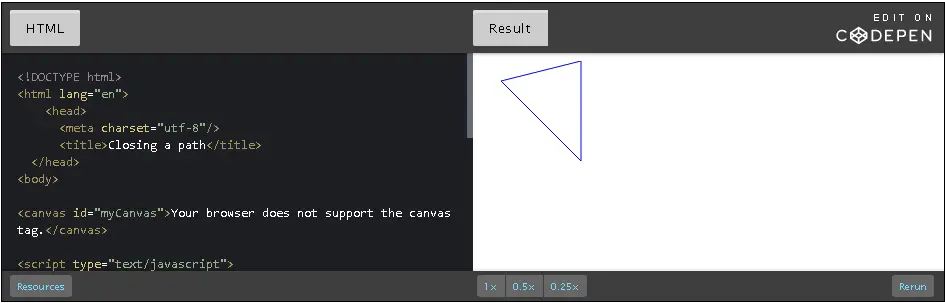 HTML
Result
EDIT ON
CODEPEN
<!DOCTYPE html>
<html lang="en">
<head>
<meta charset="utf-8"/>
<title>Closing a path</title>
</head>
<body>
<canvas id="myCanvas">Your browser does not support the canvas
tag.</canvas>
<script type="text/javascript">
Resources
1×
0.5×
0.25×
Rerun